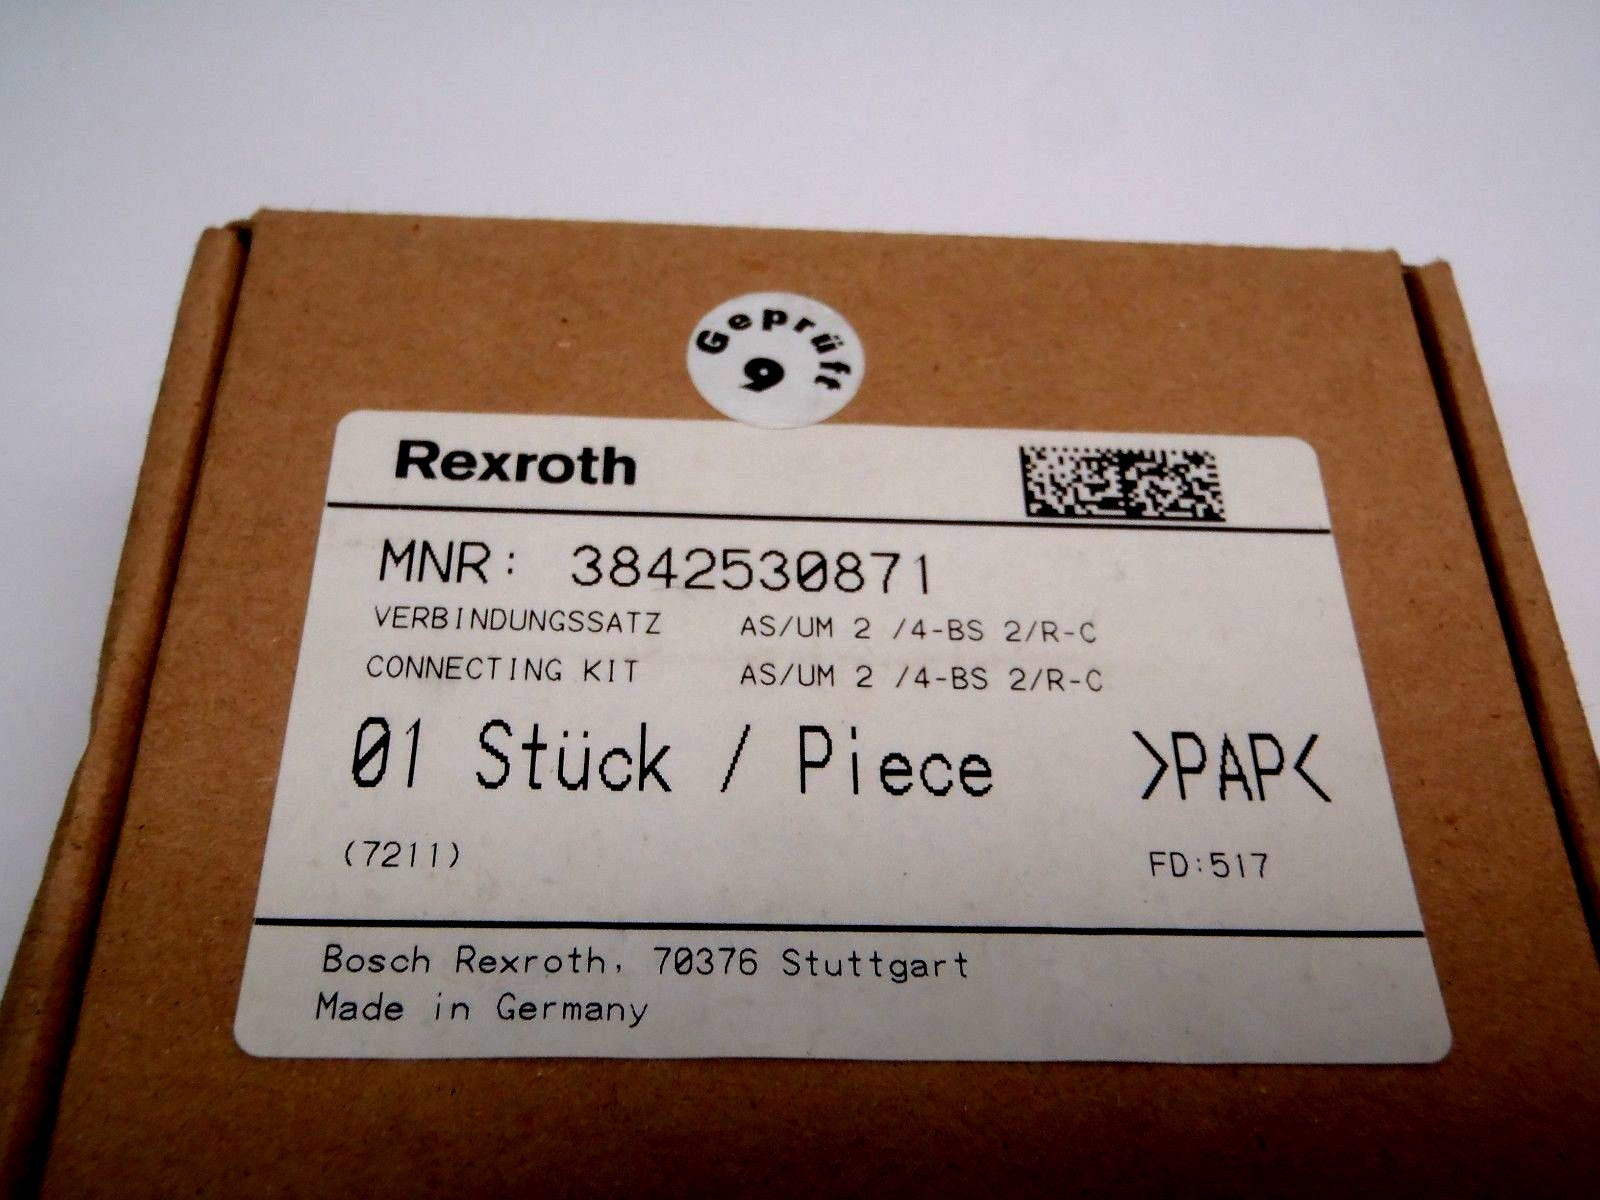 Geprüft
9
Rexroth
MNR: 3842530871
VERBINDUNGSSATZ AS/UM 2 /4-BS 2/R-C
CONNECTING KIT AS/UM 2 /4-BS 2/R-C
01 Stück / Piece >PAP<
(7211) FD:517
Bosch Rexroth, 70376 Stuttgart
Made in Germany